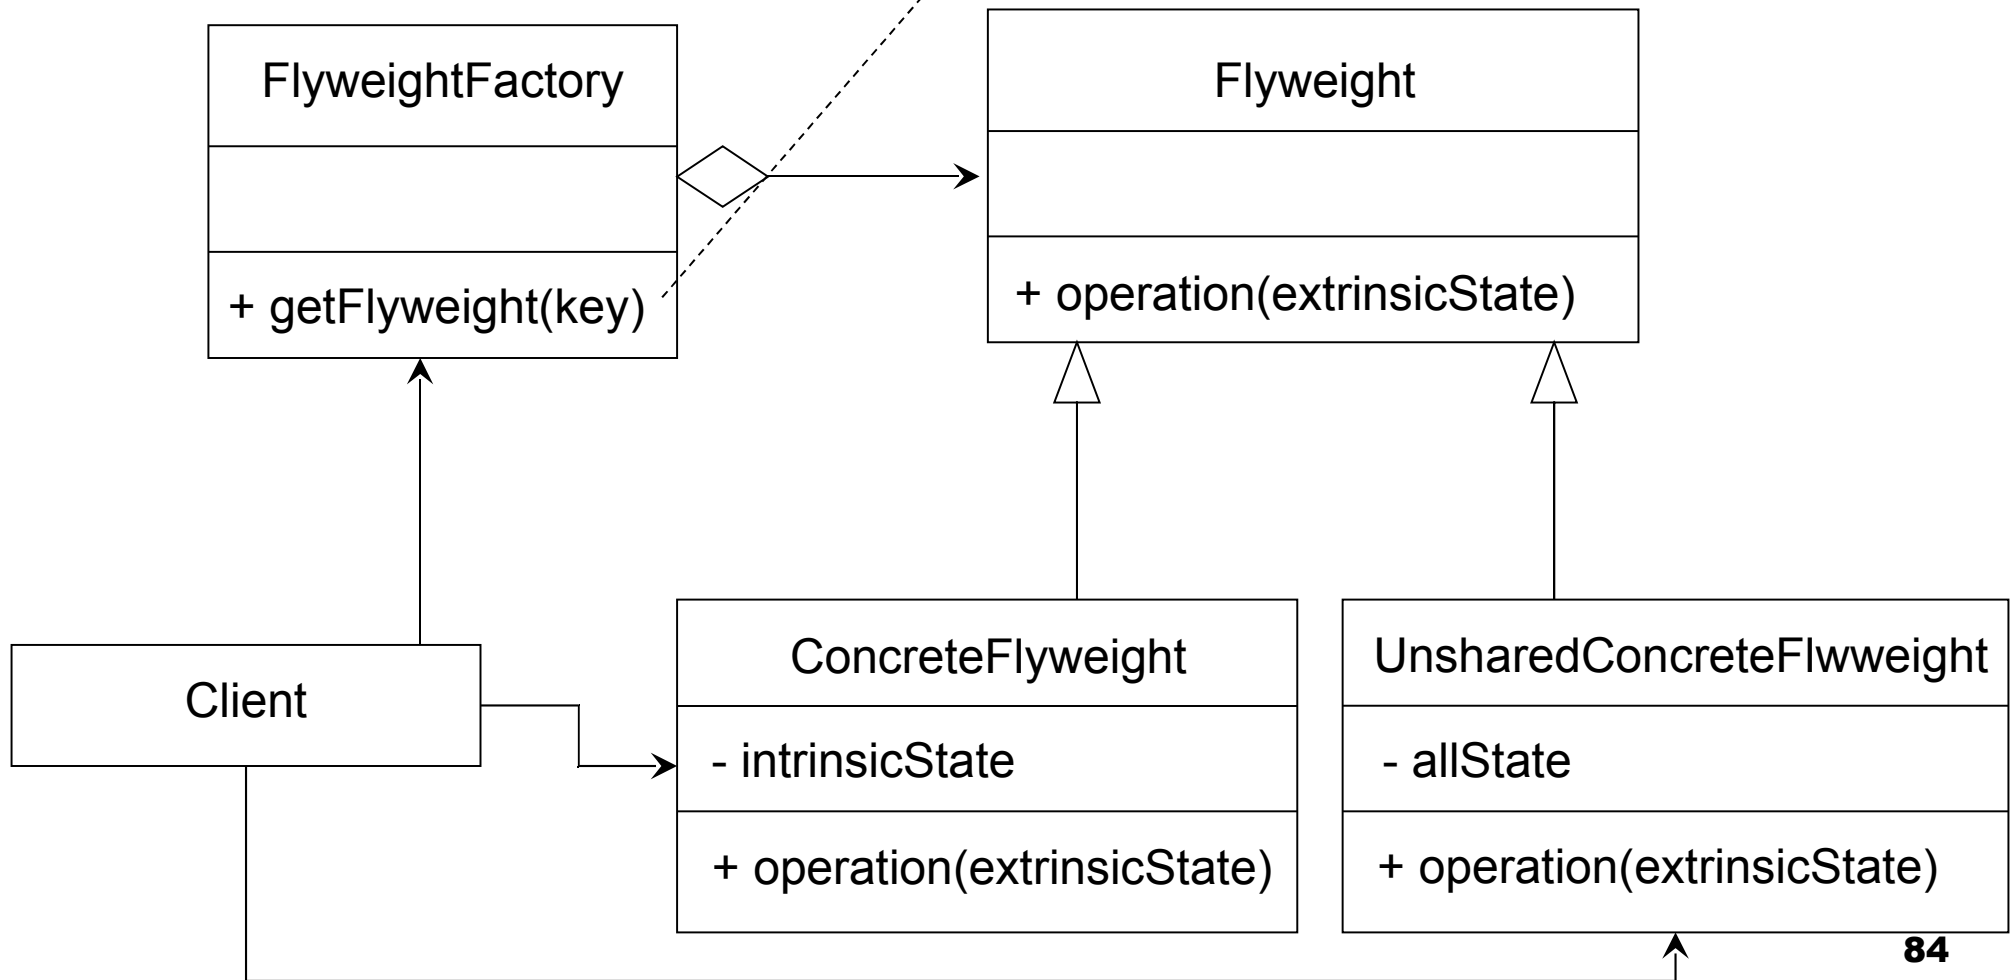 FlyweightFactory
+ getFlyweight(key)
Flyweight
+ operation(extrinsicState)
Client
ConcreteFlyweight
- intrinsicState
+ operation(extrinsicState)
UnsharedConcreteFlwweight
- allState
+ operation(extrinsicState)
84